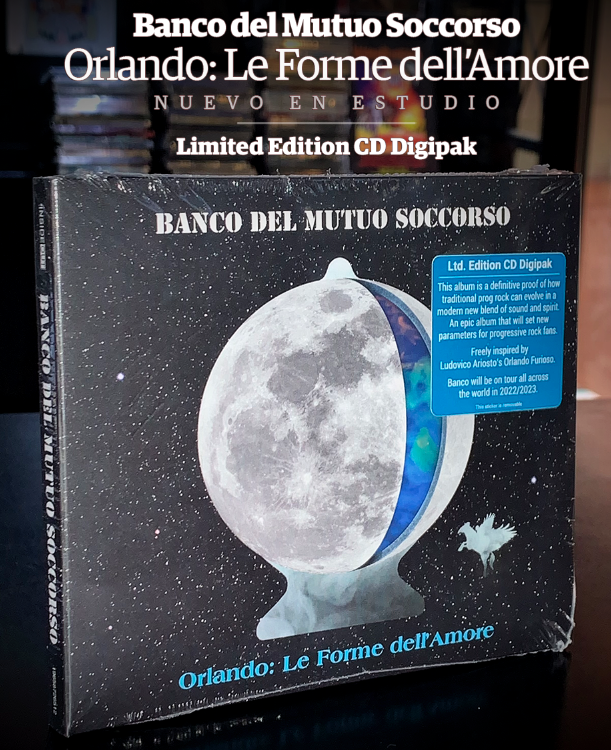 Banco del Mutuo Soccorso
Orlando: Le Forme dell'Amore
NUEVO EN ESTUDIO
Limited Edition CD Digipak
BANCO DEL MUTUO SOCCORSO
Ltd. Edition CD Digipak
This album is a definitive proof of how
traditional prog rock can evolve in a
modern new blend of sound and spirit.
An epic album that will set new
parameters for progressive rock fans.
Freely inspired by
Ludovico Ariosto's Orlando Furioso.
Banco will be on tour all across
the world in 2022/2023.
This sticker is removable
BANCO DEL MUTUO SOCCORSO
Orlando: Le Forme dell'Amore